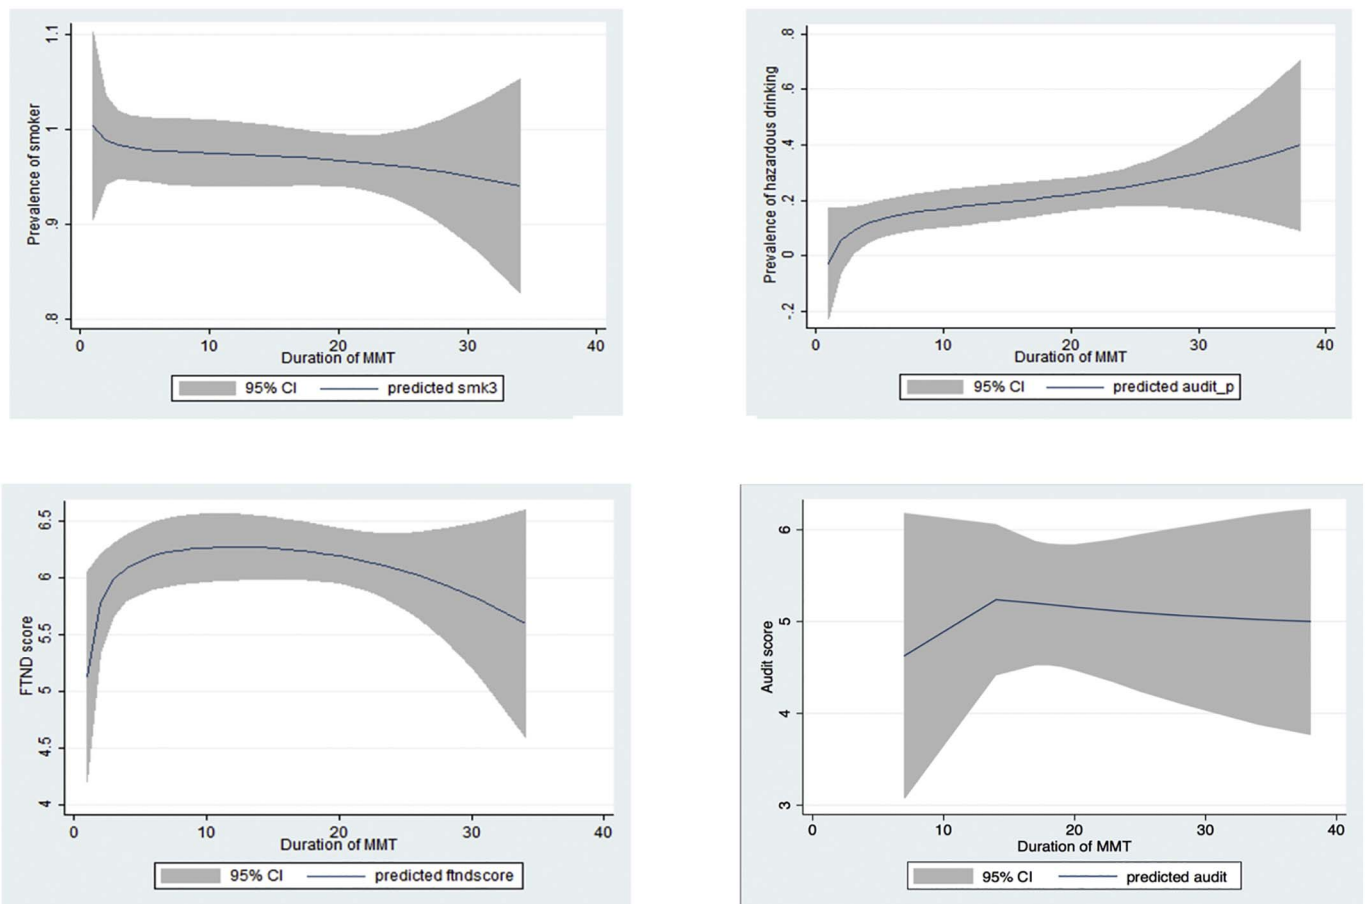 Prevalence of smoker
1.1
1
.9
.8
0 10 20 30 40
Duration of MMT
95% CI predicted smk3
Prevalence of hazardous drinking
.8
.6
.4
.2
0
-.2
0 10 20 30 40
Duration of MMT
95% CI predicted audit_p
FTND score
6.5
6
5.5
5
4.5
4
0 10 20 30 40
Duration of MMT
95% CI predicted ftndscore
Audit score
6
5
4
3
0 10 20 30 40
Duration of MMT
95% CI predicted audit